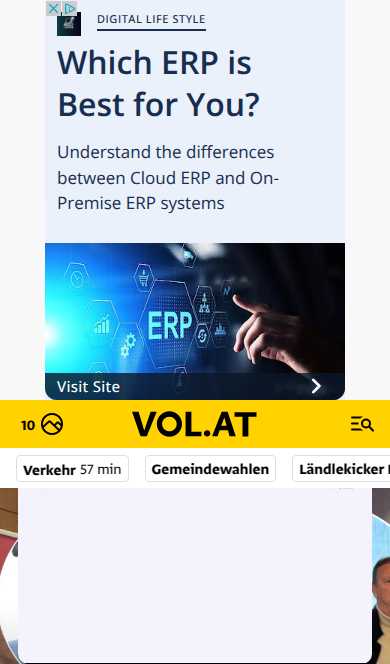 DIGITAL LIFE STYLE
Which ERP is
Best for You?
Understand the differences
between Cloud ERP and On-
Premise ERP systems
ERP
Visit Site
10 VOL.AT
Verkehr 57 min Gemeindewahlen Ländlekicker